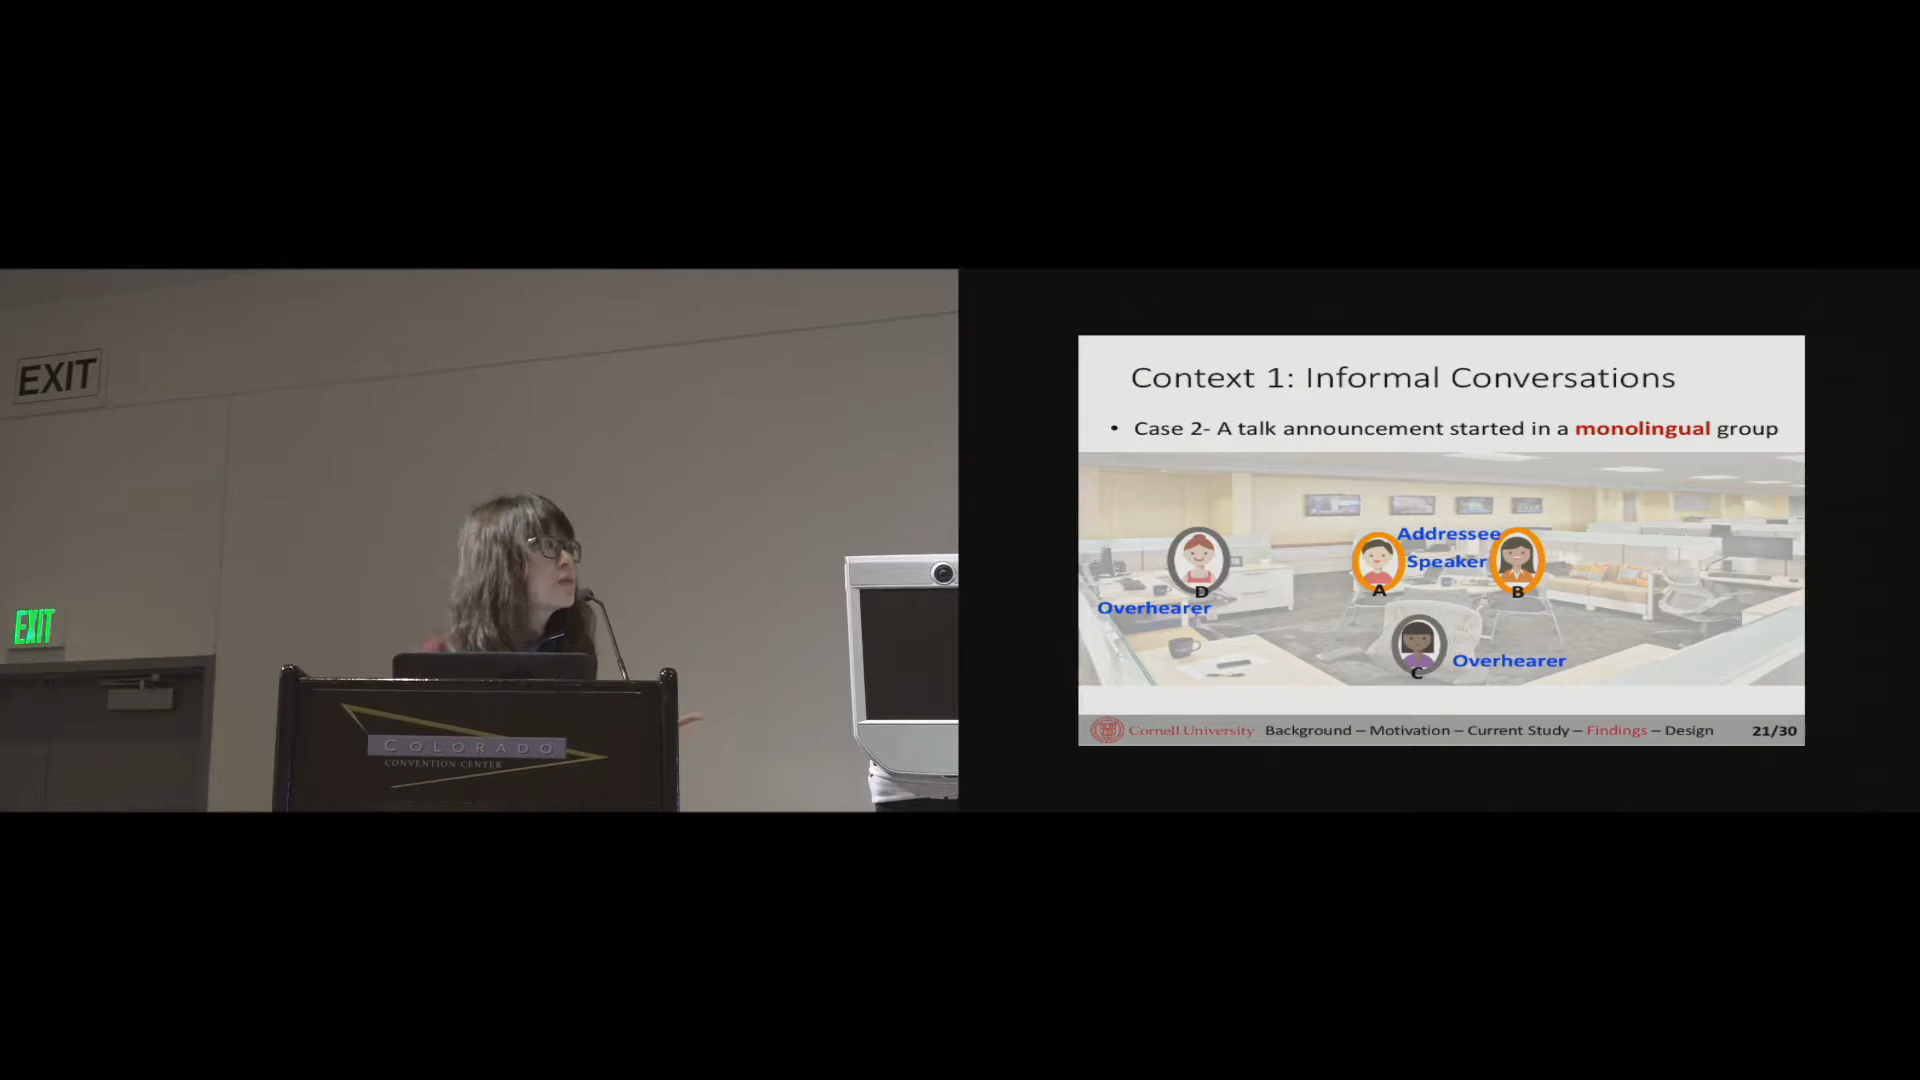 EXIT
EXIT
COLORADO
CONVENTION CENTER
Context 1: Informal Conversations
• Case 2- A talk announcement started in a monolingual group
Addressee
Speaker
D
A
B
Overhearer
C
Overhearer
Cornell University Background – Motivation – Current Study – Findings – Design 21/30